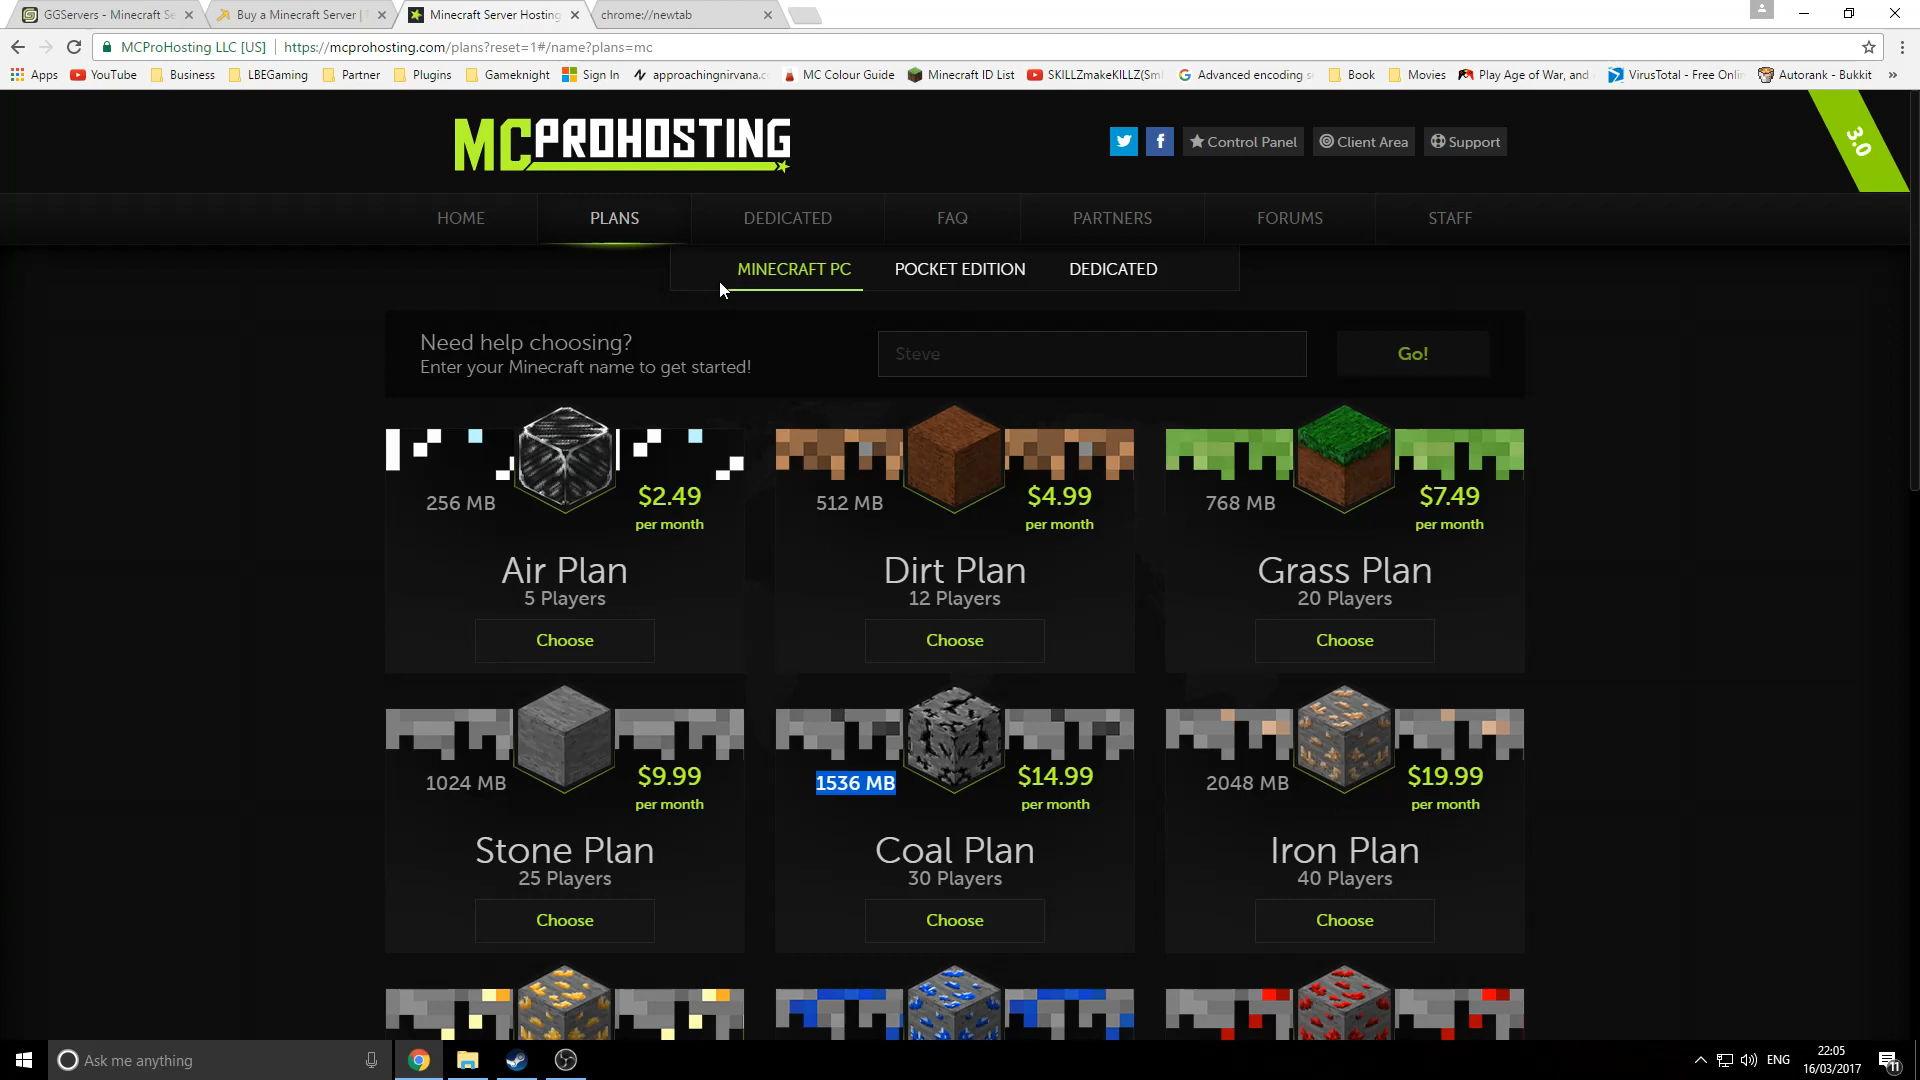 GGServers - Minecraft Se
Buy a Minecraft Server |
Minecraft Server Hosting
chrome://newtab
MCProHosting LLC [US]
https://mcprohosting.com/plans?reset=1#/name?plans=mc
Apps
YouTube
Business
LBEGaming
Partner
Plugins
Gameknight
Sign In
approachingnirvana.c
MC Colour Guide
Minecraft ID List
SKILLZmakeKILLZ(Sml
Advanced encoding s
Book
Movies
Play Age of War, and
VirusTotal - Free Onli
Autorank - Bukkit
»
MCPROHOSTING
Control Panel
Client Area
Support
3.0
HOME
PLANS
DEDICATED
FAQ
PARTNERS
FORUMS
STAFF
MINECRAFT PC
POCKET EDITION
DEDICATED
Need help choosing?
Enter your Minecraft name to get started!
Steve
Go!
256 MB
$2.49
per month
Air Plan
5 Players
Choose
512 MB
$4.99
per month
Dirt Plan
12 Players
Choose
768 MB
$7.49
per month
Grass Plan
20 Players
Choose
1024 MB
$9.99
per month
Stone Plan
25 Players
Choose
1536 MB
$14.99
per month
Coal Plan
30 Players
Choose
2048 MB
$19.99
per month
Iron Plan
40 Players
Choose
Ask me anything
ENG
22:05
16/03/2017
11